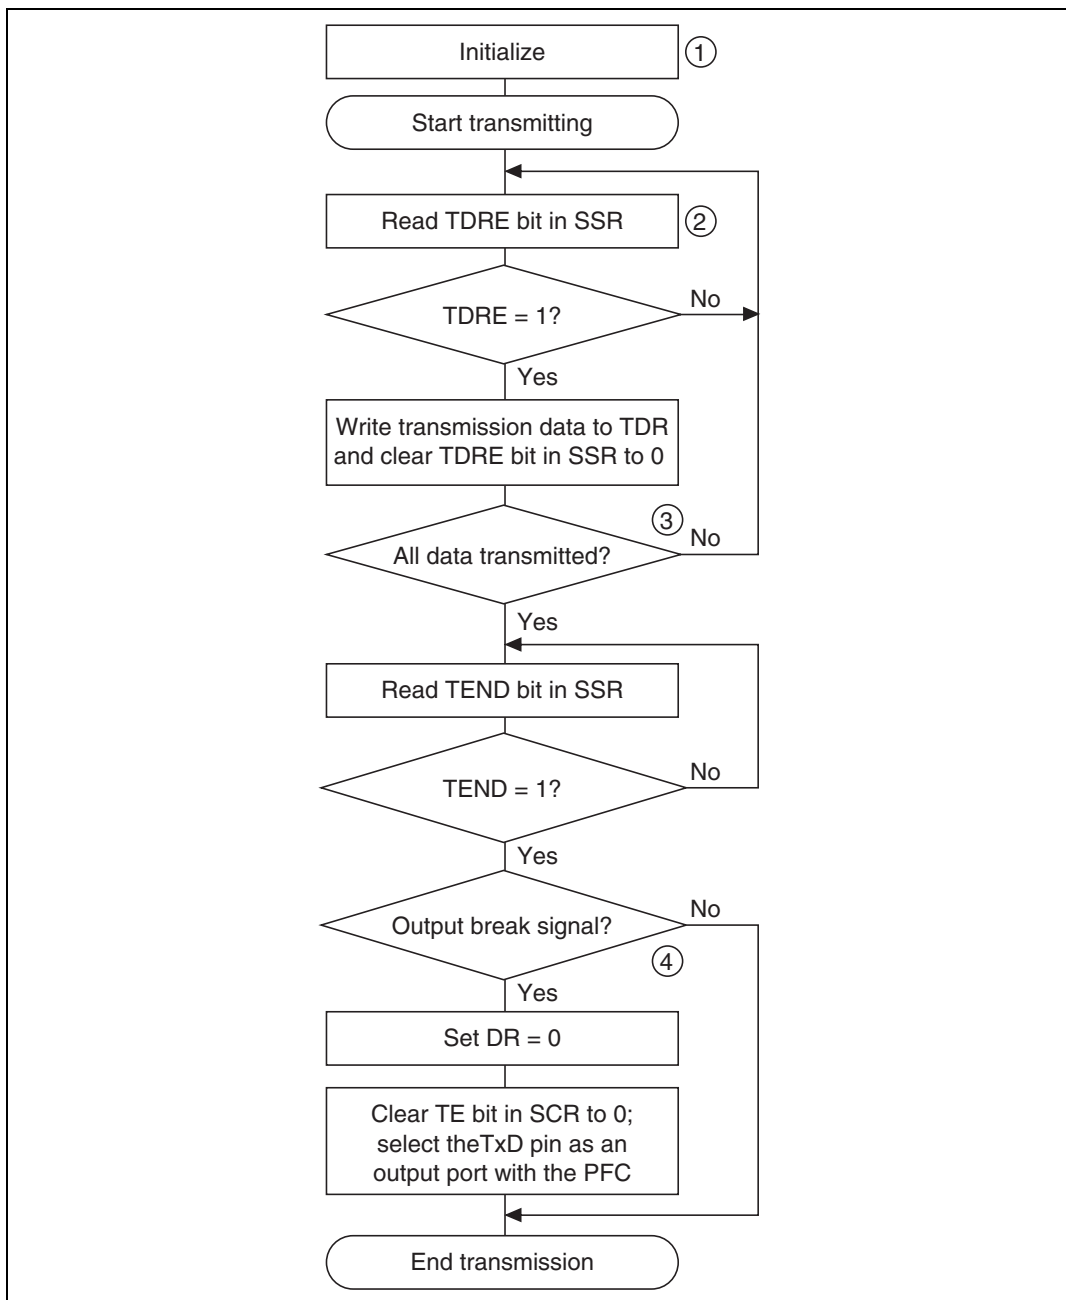 Initialize
①
Start transmitting
Read TDRE bit in SSR
②
TDRE = 1?
No
Yes
Write transmission data to TDR
and clear TDRE bit in SSR to 0
③
All data transmitted?
No
Yes
Read TEND bit in SSR
TEND = 1?
No
Yes
Output break signal?
No
④
Yes
Set DR = 0
Clear TE bit in SCR to 0;
select theTxD pin as an
output port with the PFC
End transmission